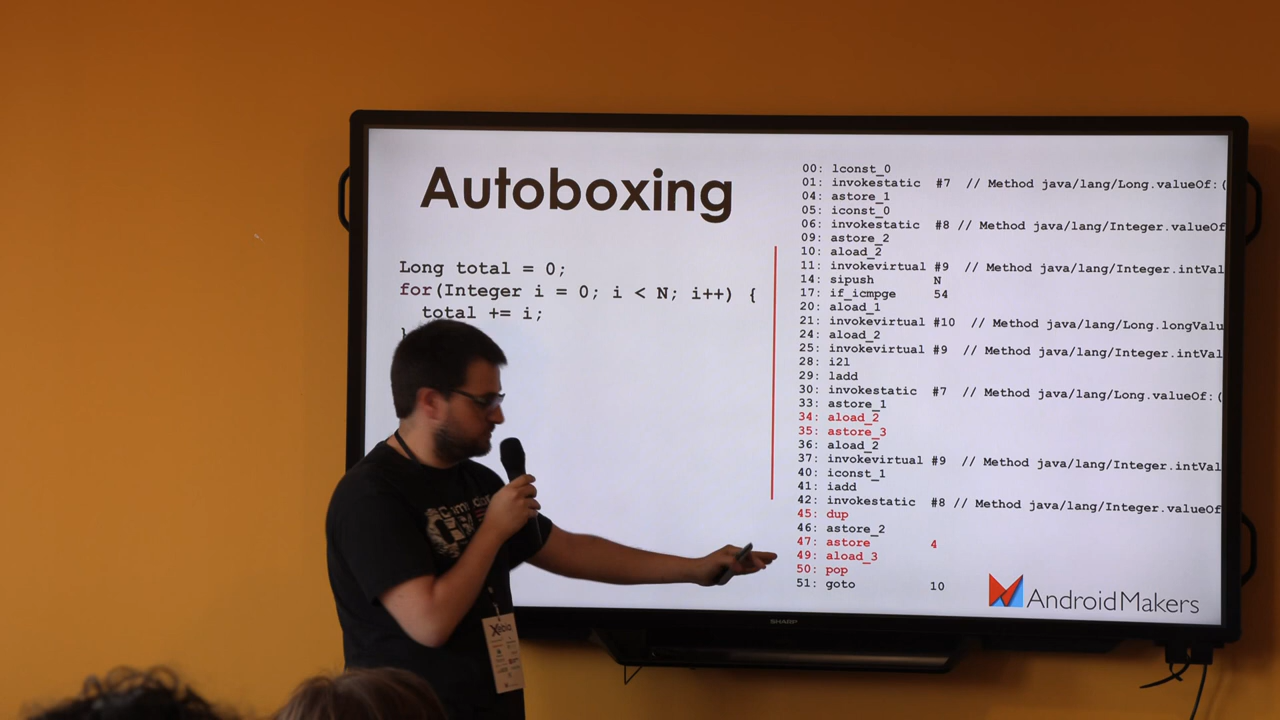 Autoboxing
Long total = 0;
for(Integer i = 0; i < N; i++) {
total += i;
00: lconst_0
01: invokestatic #7 // Method java/lang/Long.valueOf:(
04: astore_1
05: iconst_0
06: invokestatic #8 // Method java/lang/Integer.valueOf
09: astore_2
10: aload_2
11: invokevirtual #9 // Method java/lang/Integer.intVal
14: sipush N
17: if_icmpge 54
20: aload_1
21: invokevirtual #10 // Method java/lang/Long.longValu
24: aload_2
25: invokevirtual #9 // Method java/lang/Integer.intVal
28: i2l
29: ladd
30: invokestatic #7 // Method java/lang/Long.valueOf:(
33: astore_1
34: aload_2
35: astore_3
36: aload_2
37: invokevirtual #9 // Method java/lang/Integer.intVal
40: iconst_1
41: iadd
42: invokestatic #8 // Method java/lang/Integer.valueOf
45: dup
46: astore_2
47: astore 4
49: aload_3
50: pop
51: goto 10
AndroidMakers
SHARP
Xebia